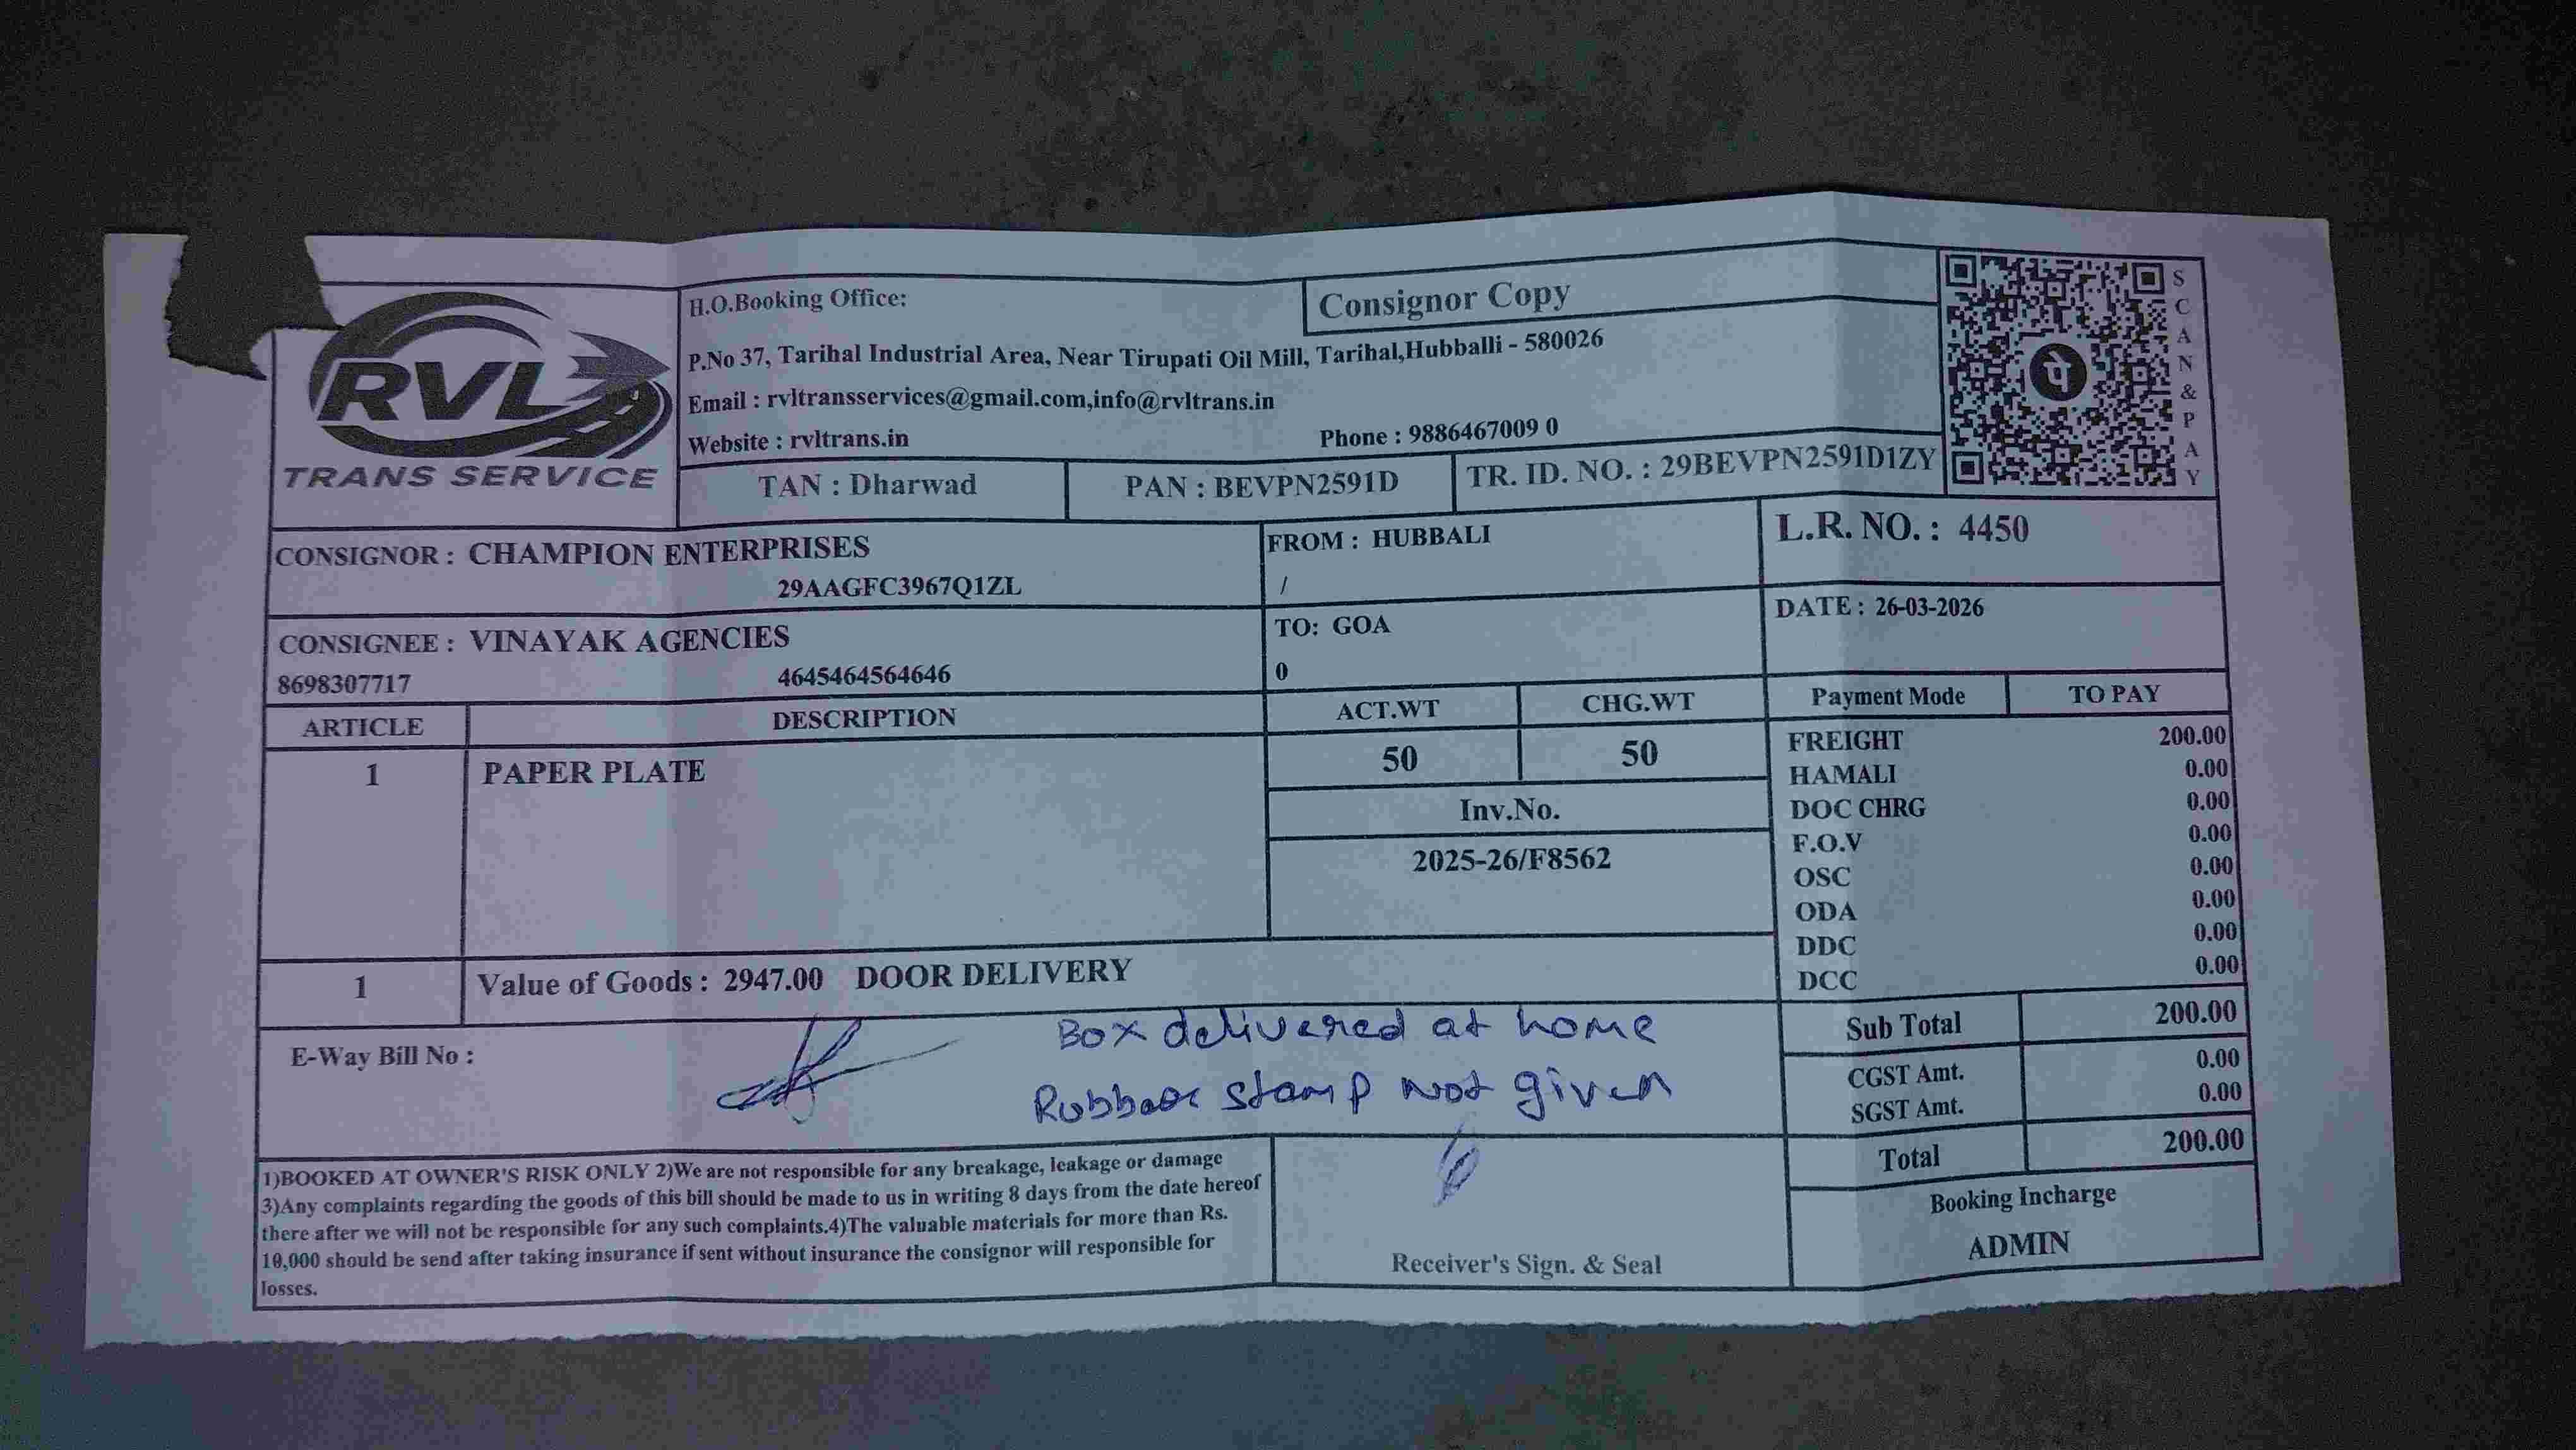 RVL
TRANS SERVICE
H.O.Booking Office:
Consignor Copy
P.No 37, Tarihal Industrial Area, Near Tirupati Oil Mill, Tarihal,Hubballi - 580026
Email : rvltransservices@gmail.com,info@rvltrans.in
Website : rvltrans.in Phone : 9886467009 0
TAN : Dharwad PAN : BEVPN2591D TR. ID. NO. : 29BEVPN2591D1ZY
SCAN&PAY
पे
CONSIGNOR : CHAMPION ENTERPRISES
29AAGFC3967Q1ZL
FROM : HUBBALI
/
L.R. NO. : 4450
CONSIGNEE : VINAYAK AGENCIES
8698307717 4645464564646
TO: GOA
0
DATE : 26-03-2026
ARTICLE DESCRIPTION ACT.WT CHG.WT Payment Mode TO PAY
1 PAPER PLATE 50 50
Inv.No.
2025-26/F8562
FREIGHT 200.00
HAMALI 0.00
DOC CHRG 0.00
F.O.V 0.00
OSC 0.00
ODA 0.00
DDC 0.00
DCC 0.00
1 Value of Goods : 2947.00 DOOR DELIVERY
Sub Total 200.00
CGST Amt. 0.00
SGST Amt. 0.00
Total 200.00
E-Way Bill No :
Box delivered at home
Rubber stamp not given
1)BOOKED AT OWNER'S RISK ONLY 2)We are not responsible for any breakage, leakage or damage
3)Any complaints regarding the goods of this bill should be made to us in writing 8 days from the date hereof
there after we will not be responsible for any such complaints.4)The valuable materials for more than Rs.
10,000 should be send after taking insurance if sent without insurance the consignor will responsible for
losses.
Receiver's Sign. & Seal
Booking Incharge
ADMIN